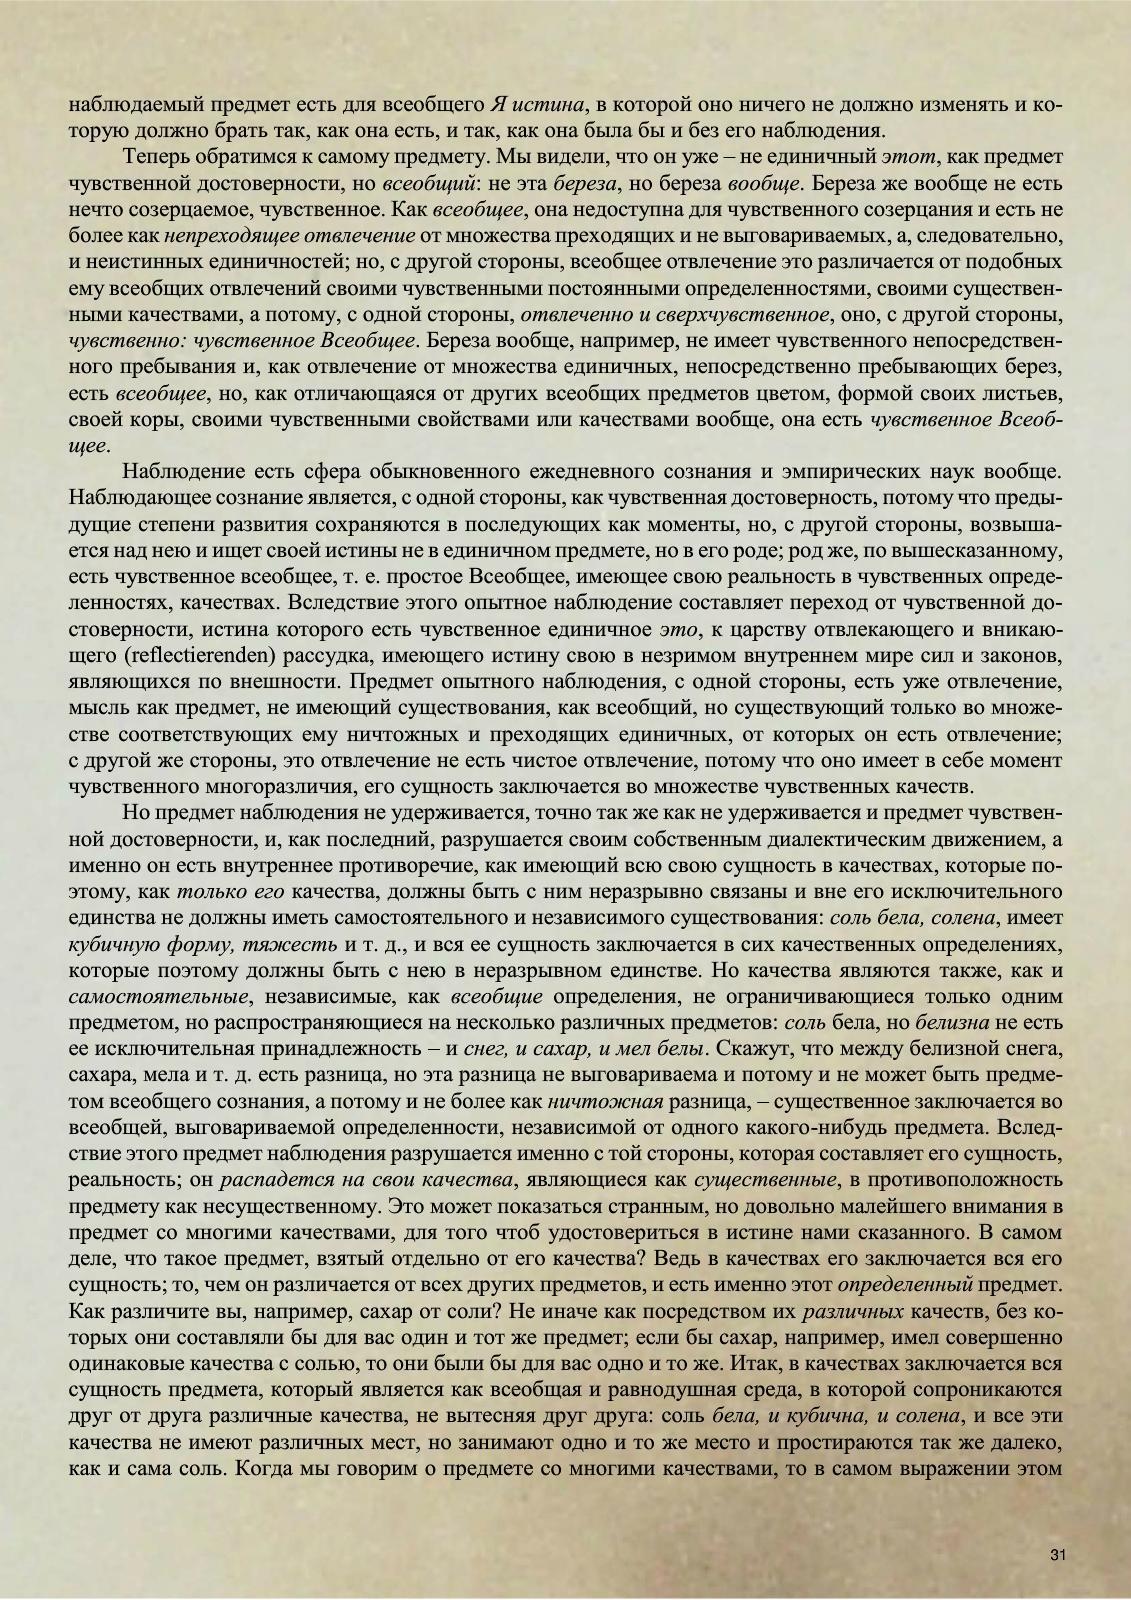 наблюдаемый предмет есть для всеобщего Я истина, в которой оно ничего не должно изменять и ко-
торую должно брать так, как она есть, и так, как она была бы и без его наблюдения.
Теперь обратимся к самому предмету. Мы видели, что он уже – не единичный этот, как предмет
чувственной достоверности, но всеобщий: не эта береза, но береза вообще. Береза же вообще не есть
нечто созерцаемое, чувственное. Как всеобщее, она недоступна для чувственного созерцания и есть не
более как непреходящее отвлечение от множества преходящих и не выговариваемых, а, следовательно,
и неистинных единичностей; но, с другой стороны, всеобщее отвлечение это различается от подобных
ему всеобщих отвлечений своими чувственными постоянными определенностями, своими существен-
ными качествами, а потому, с одной стороны, отвлеченно и сверхчувственное, оно, с другой стороны,
чувственно: чувственное Всеобщее. Береза вообще, например, не имеет чувственного непосредствен-
ного пребывания и, как отвлечение от множества единичных, непосредственно пребывающих берез,
есть всеобщее, но, как отличающаяся от других всеобщих предметов цветом, формой своих листьев,
своей коры, своими чувственными свойствами или качествами вообще, она есть чувственное Всеоб-
щее.
Наблюдение есть сфера обыкновенного ежедневного сознания и эмпирических наук вообще.
Наблюдающее сознание является, с одной стороны, как чувственная достоверность, потому что преды-
дущие степени развития сохраняются в последующих как моменты, но, с другой стороны, возвыша-
ется над нею и ищет своей истины не в единичном предмете, но в его роде; род же, по вышесказанному,
есть чувственное всеобщее, т. е. простое Всеобщее, имеющее свою реальность в чувственных опреде-
ленностях, качествах. Вследствие этого опытное наблюдение составляет переход от чувственной до-
стоверности, истина которого есть чувственное единичное это, к царству отвлекающего и вникаю-
щего (reflectierenden) рассудка, имеющего истину свою в незримом внутреннем мире сил и законов,
являющихся по внешности. Предмет опытного наблюдения, с одной стороны, есть уже отвлечение,
мысль как предмет, не имеющий существования, как всеобщий, но существующий только во множе-
стве соответствующих ему ничтожных и преходящих единичных, от которых он есть отвлечение;
с другой же стороны, это отвлечение не есть чистое отвлечение, потому что оно имеет в себе момент
чувственного многоразличия, его сущность заключается во множестве чувственных качеств.
Но предмет наблюдения не удерживается, точно так же как не удерживается и предмет чувствен-
ной достоверности, и, как последний, разрушается своим собственным диалектическим движением, а
именно он есть внутреннее противоречие, как имеющий всю свою сущность в качествах, которые по-
этому, как только его качества, должны быть с ним неразрывно связаны и вне его исключительного
единства не должны иметь самостоятельного и независимого существования: соль бела, солена, имеет
кубичную форму, тяжесть и т. д., и вся ее сущность заключается в сих качественных определениях,
которые поэтому должны быть с нею в неразрывном единстве. Но качества являются также, как и
самостоятельные, независимые, как всеобщие определения, не ограничивающиеся только одним
предметом, но распространяющиеся на несколько различных предметов: соль бела, но белизна не есть
ее исключительная принадлежность – и снег, и сахар, и мел белы. Скажут, что между белизной снега,
сахара, мела и т. д. есть разница, но эта разница не выговариваема и потому и не может быть предме-
том всеобщего сознания, а потому и не более как ничтожная разница, – существенное заключается во
всеобщей, выговариваемой определенности, независимой от одного какого-нибудь предмета. Вслед-
ствие этого предмет наблюдения разрушается именно с той стороны, которая составляет его сущность,
реальность; он распадется на свои качества, являющиеся как существенные, в противоположность
предмету как несущественному. Это может показаться странным, но довольно малейшего внимания в
предмет со многими качествами, для того чтоб удостовериться в истине нами сказанного. В самом
деле, что такое предмет, взятый отдельно от его качества? Ведь в качествах его заключается вся его
сущность; то, чем он различается от всех других предметов, и есть именно этот определенный предмет.
Как различите вы, например, сахар от соли? Не иначе как посредством их различных качеств, без ко-
торых они составляли бы для вас один и тот же предмет; если бы сахар, например, имел совершенно
одинаковые качества с солью, то они были бы для вас одно и то же. Итак, в качествах заключается вся
сущность предмета, который является как всеобщая и равнодушная среда, в которой сопроникаются
друг от друга различные качества, не вытесняя друг друга: соль бела, и кубична, и солена, и все эти
качества не имеют различных мест, но занимают одно и то же место и простираются так же далеко,
как и сама соль. Когда мы говорим о предмете со многими качествами, то в самом выражении этом
31